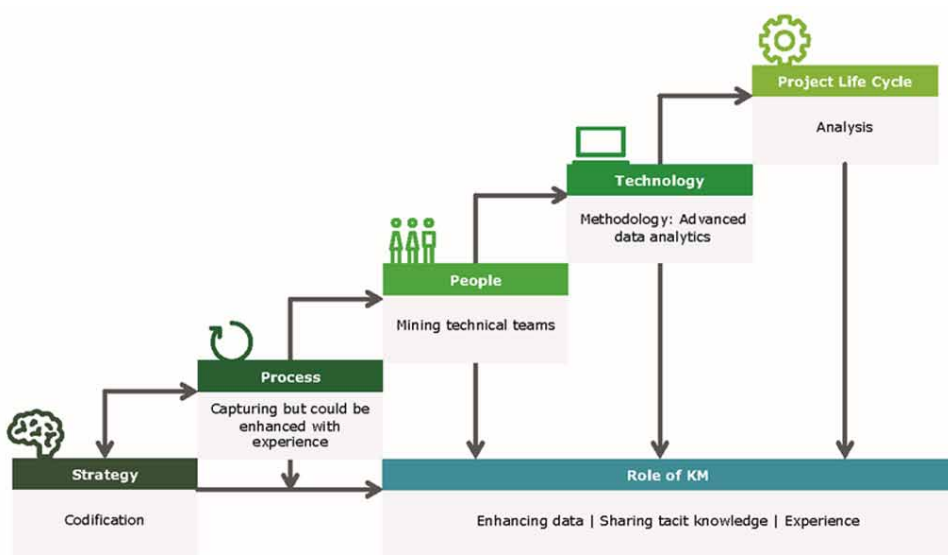 Project Life Cycle
Analysis
Technology
Methodology: Advanced
data analytics
People
Mining technical teams
Process
Capturing but could be
enhanced with
experience
Strategy
Codification
Role of KM
Enhancing data | Sharing tacit knowledge | Experience